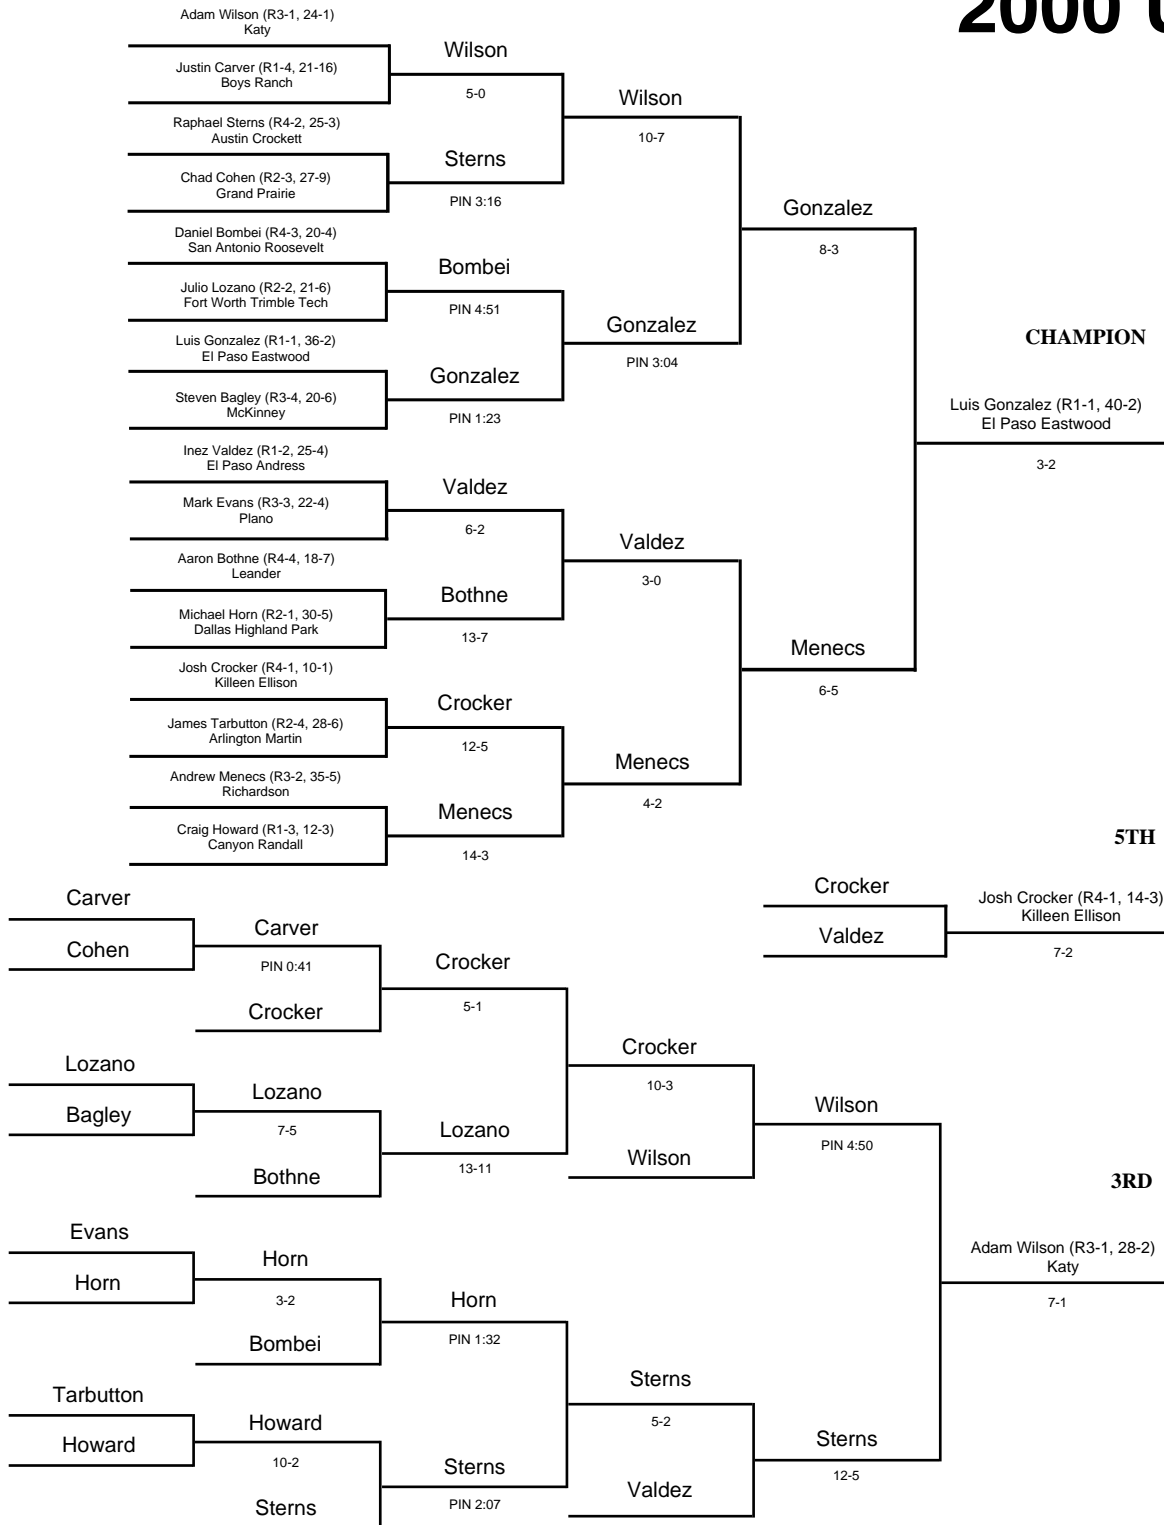 2000 U
Adam Wilson (R3-1, 24-1)
Katy
Wilson
Justin Carver (R1-4, 21-16)
Boys Ranch
5-0
Wilson
Raphael Sterns (R4-2, 25-3)
Austin Crockett
10-7
Sterns
Chad Cohen (R2-3, 27-9)
Grand Prairie
PIN 3:16
Gonzalez
Daniel Bombei (R4-3, 20-4)
San Antonio Roosevelt
8-3
Bombei
Julio Lozano (R2-2, 21-6)
Fort Worth Trimble Tech
PIN 4:51
Gonzalez
Luis Gonzalez (R1-1, 36-2)
El Paso Eastwood
CHAMPION
PIN 3:04
Gonzalez
Steven Bagley (R3-4, 20-6)
McKinney
PIN 1:23
Luis Gonzalez (R1-1, 40-2)
El Paso Eastwood
3-2
Inez Valdez (R1-2, 25-4)
El Paso Andress
Valdez
Mark Evans (R3-3, 22-4)
Plano
6-2
Valdez
Aaron Bothne (R4-4, 18-7)
Leander
3-0
Bothne
Michael Horn (R2-1, 30-5)
Dallas Highland Park
13-7
Menecs
Josh Crocker (R4-1, 10-1)
Killeen Ellison
6-5
Crocker
James Tarbutton (R2-4, 28-6)
Arlington Martin
12-5
Menecs
Andrew Menecs (R3-2, 35-5)
Richardson
4-2
Menecs
Craig Howard (R1-3, 12-3)
Canyon Randall
14-3
5TH
Crocker
Valdez
Josh Crocker (R4-1, 14-3)
Killeen Ellison
7-2
Carver
Cohen
Carver
PIN 0:41
Crocker
Crocker
5-1
Lozano
Bagley
Lozano
7-5
Bothne
Lozano
13-11
Crocker
10-3
Wilson
Wilson
PIN 4:50
3RD
Evans
Horn
Horn
3-2
Bombei
Horn
PIN 1:32
Adam Wilson (R3-1, 28-2)
Katy
7-1
Tarbutton
Howard
Howard
10-2
Sterns
Sterns
PIN 2:07
Sterns
5-2
Valdez
Sterns
12-5